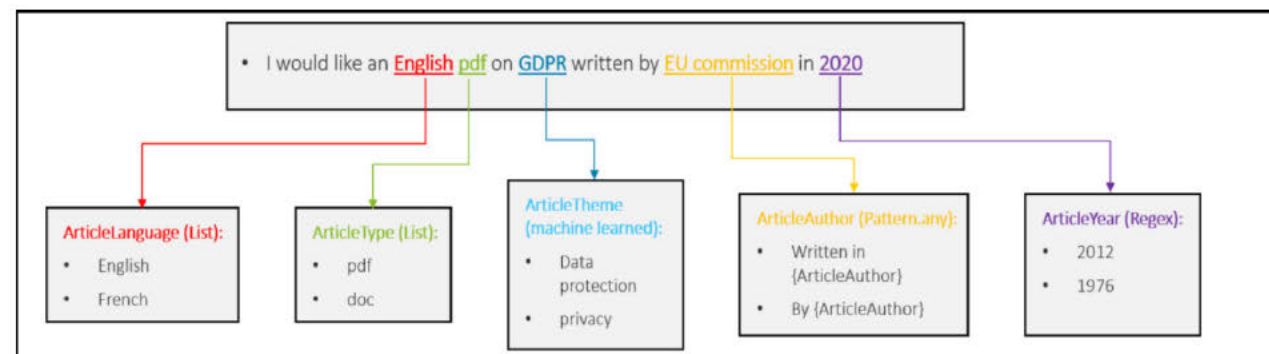 • I would like an English pdf on GDPR written by EU commission in 2020
ArticleLanguage (List):
• English
• French
ArticleType (List):
• pdf
• doc
ArticleTheme
(machine learned):
• Data
protection
• privacy
ArticleAuthor (Pattern.any):
• Written in
{ArticleAuthor}
• By {ArticleAuthor}
ArticleYear (Regex):
• 2012
• 1976